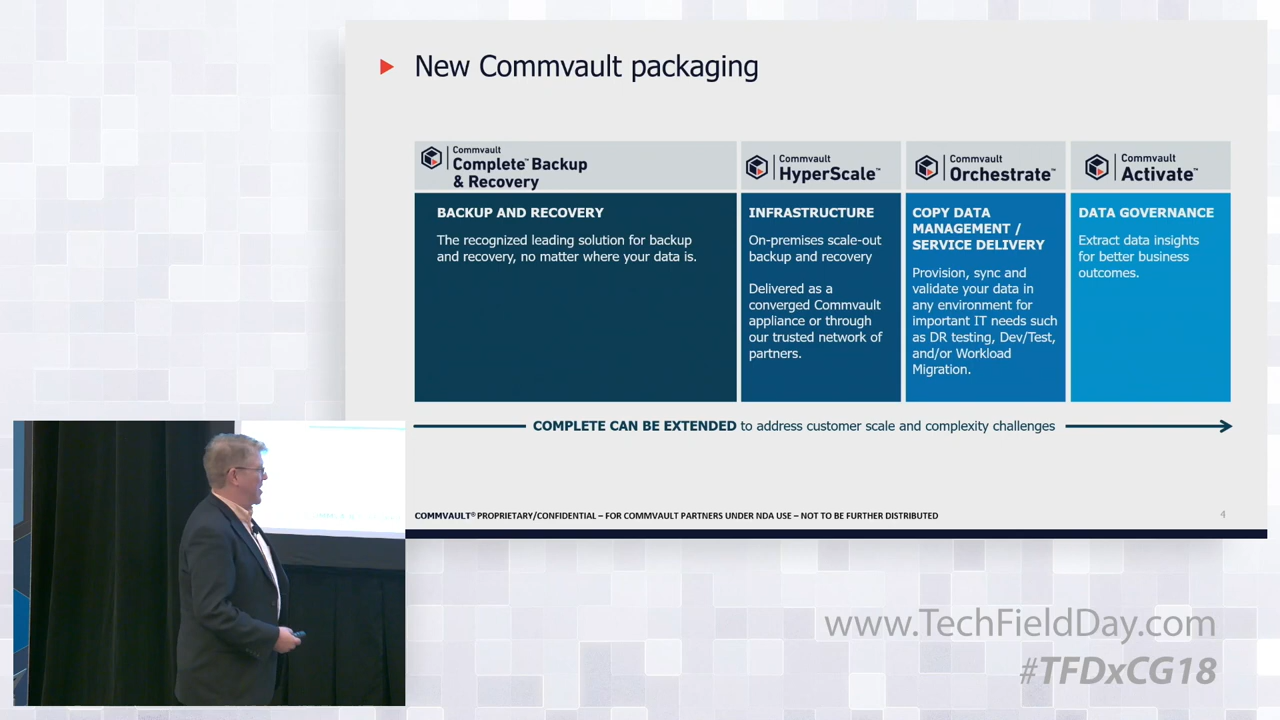 New Commvault packaging
Commvault
Complete™ Backup
& Recovery
Commvault
HyperScale™
Commvault
Orchestrate™
Commvault
Activate™
BACKUP AND RECOVERY
The recognized leading solution for backup
and recovery, no matter where your data is.
INFRASTRUCTURE
On-premises scale-out
backup and recovery
Delivered as a
converged Commvault
appliance or through
our trusted network of
partners.
COPY DATA
MANAGEMENT /
SERVICE DELIVERY
Provision, sync and
validate your data in
any environment for
important IT needs such
as DR testing, Dev/Test,
and/or Workload
Migration.
DATA GOVERNANCE
Extract data insights
for better business
outcomes.
COMPLETE CAN BE EXTENDED to address customer scale and complexity challenges
COMMVAULT® PROPRIETARY/CONFIDENTIAL – FOR COMMVAULT PARTNERS UNDER NDA USE – NOT TO BE FURTHER DISTRIBUTED
4
www.TechFieldDay.com
#TFDxCG18